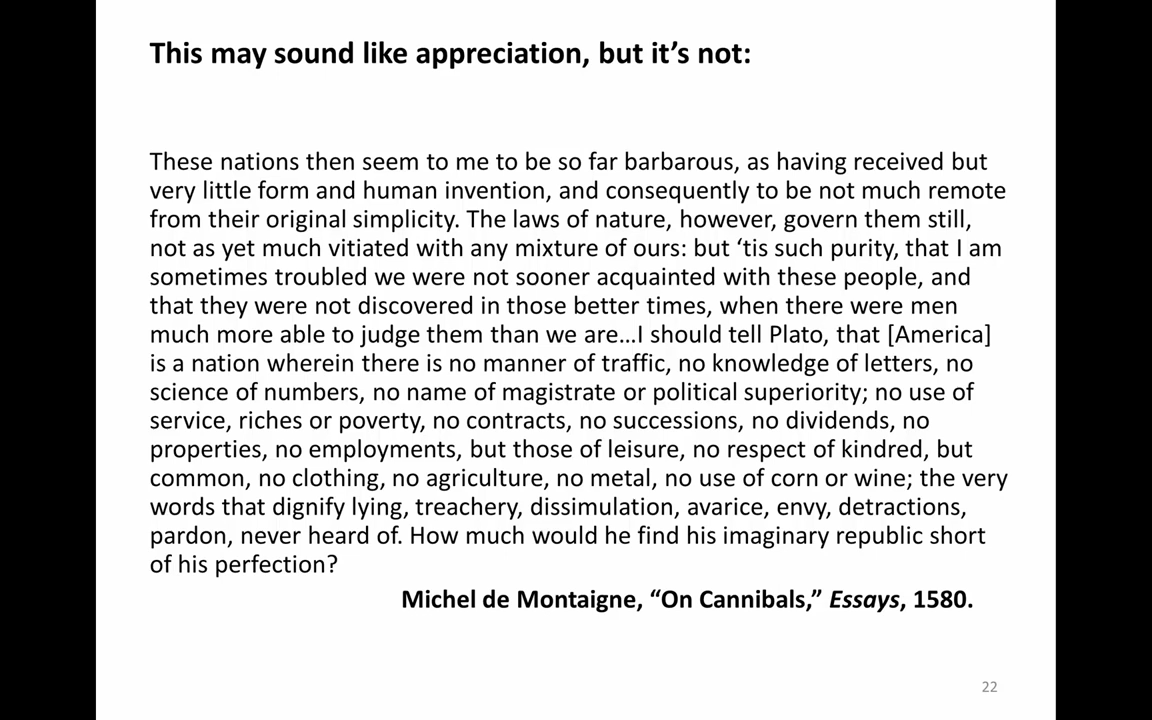 This may sound like appreciation, but it’s not:
These nations then seem to me to be so far barbarous, as having received but
very little form and human invention, and consequently to be not much remote
from their original simplicity. The laws of nature, however, govern them still,
not as yet much vitiated with any mixture of ours: but ‘tis such purity, that I am
sometimes troubled we were not sooner acquainted with these people, and
that they were not discovered in those better times, when there were men
much more able to judge them than we are…I should tell Plato, that [America]
is a nation wherein there is no manner of traffic, no knowledge of letters, no
science of numbers, no name of magistrate or political superiority; no use of
service, riches or poverty, no contracts, no successions, no dividends, no
properties, no employments, but those of leisure, no respect of kindred, but
common, no clothing, no agriculture, no metal, no use of corn or wine; the very
words that dignify lying, treachery, dissimulation, avarice, envy, detractions,
pardon, never heard of. How much would he find his imaginary republic short
of his perfection?
Michel de Montaigne, “On Cannibals,” Essays, 1580.
22